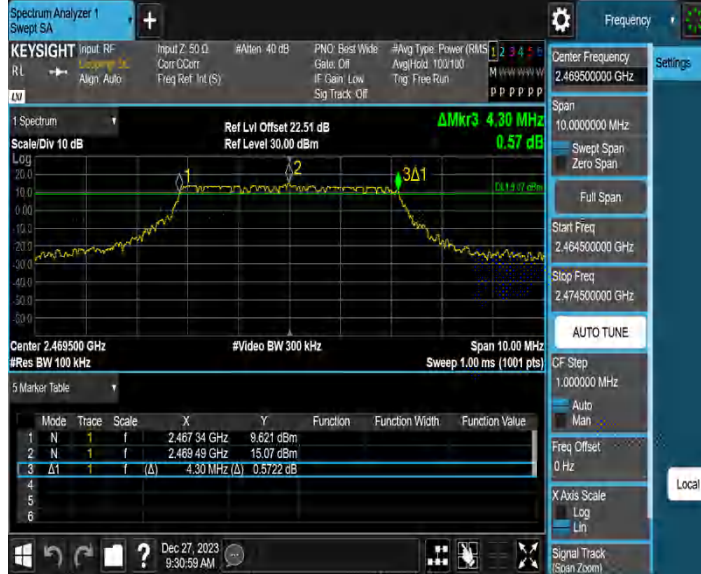 Spectrum Analyzer 1
Swept SA
+
Frequency
KEYSIGHT
RL
LXI
Input: RF
Align: Auto
Input Z: 50 Ω
Corr CCorr
Freq Ref: Int (S)
#Atten: 40 dB
PNO: Best Wide
Gate: Off
IF Gain: Low
Sig Track: Off
#Avg Type: Power (RMS
Avg|Hold: 100/100
Trig: Free Run
1 2 3 4 5 6
M W W W W W
P P P P P P
1 Spectrum
Scale/Div 10 dB
Ref Lvl Offset 22.51 dB
Ref Level 30.00 dBm
ΔMkr3 4.30 MHz
0.57 dB
Log
20.0
10.0
0.00
-10.0
-20.0
-40.0
-50.0
-60.0
1
2
3Δ1
Center 2.469500 GHz
#Res BW 100 kHz
#Video BW 300 kHz
Span 10.00 MHz
Sweep 1.00 ms (1001 pts)
5 Marker Table
Mode Trace Scale X Y Function Function Width Function Value
1 N 1 f 2.467 34 GHz 9.621 dBm
2 N 1 f 2.469 49 GHz 15.07 dBm
3 Δ1 1 f (Δ) 4.30 MHz (Δ) 0.5722 dB
4
5
6
Dec 27, 2023
9:30:59 AM
?
Center Frequency
2.469500000 GHz
Span
10.0000000 MHz
Swept Span
Zero Span
Full Span
Start Freq
2.464500000 GHz
Stop Freq
2.474500000 GHz
AUTO TUNE
CF Step
1.000000 MHz
Auto
Man
Freq Offset
0 Hz
X Axis Scale
Log
Lin
Signal Track
(Span Zoom)
Settings
Local